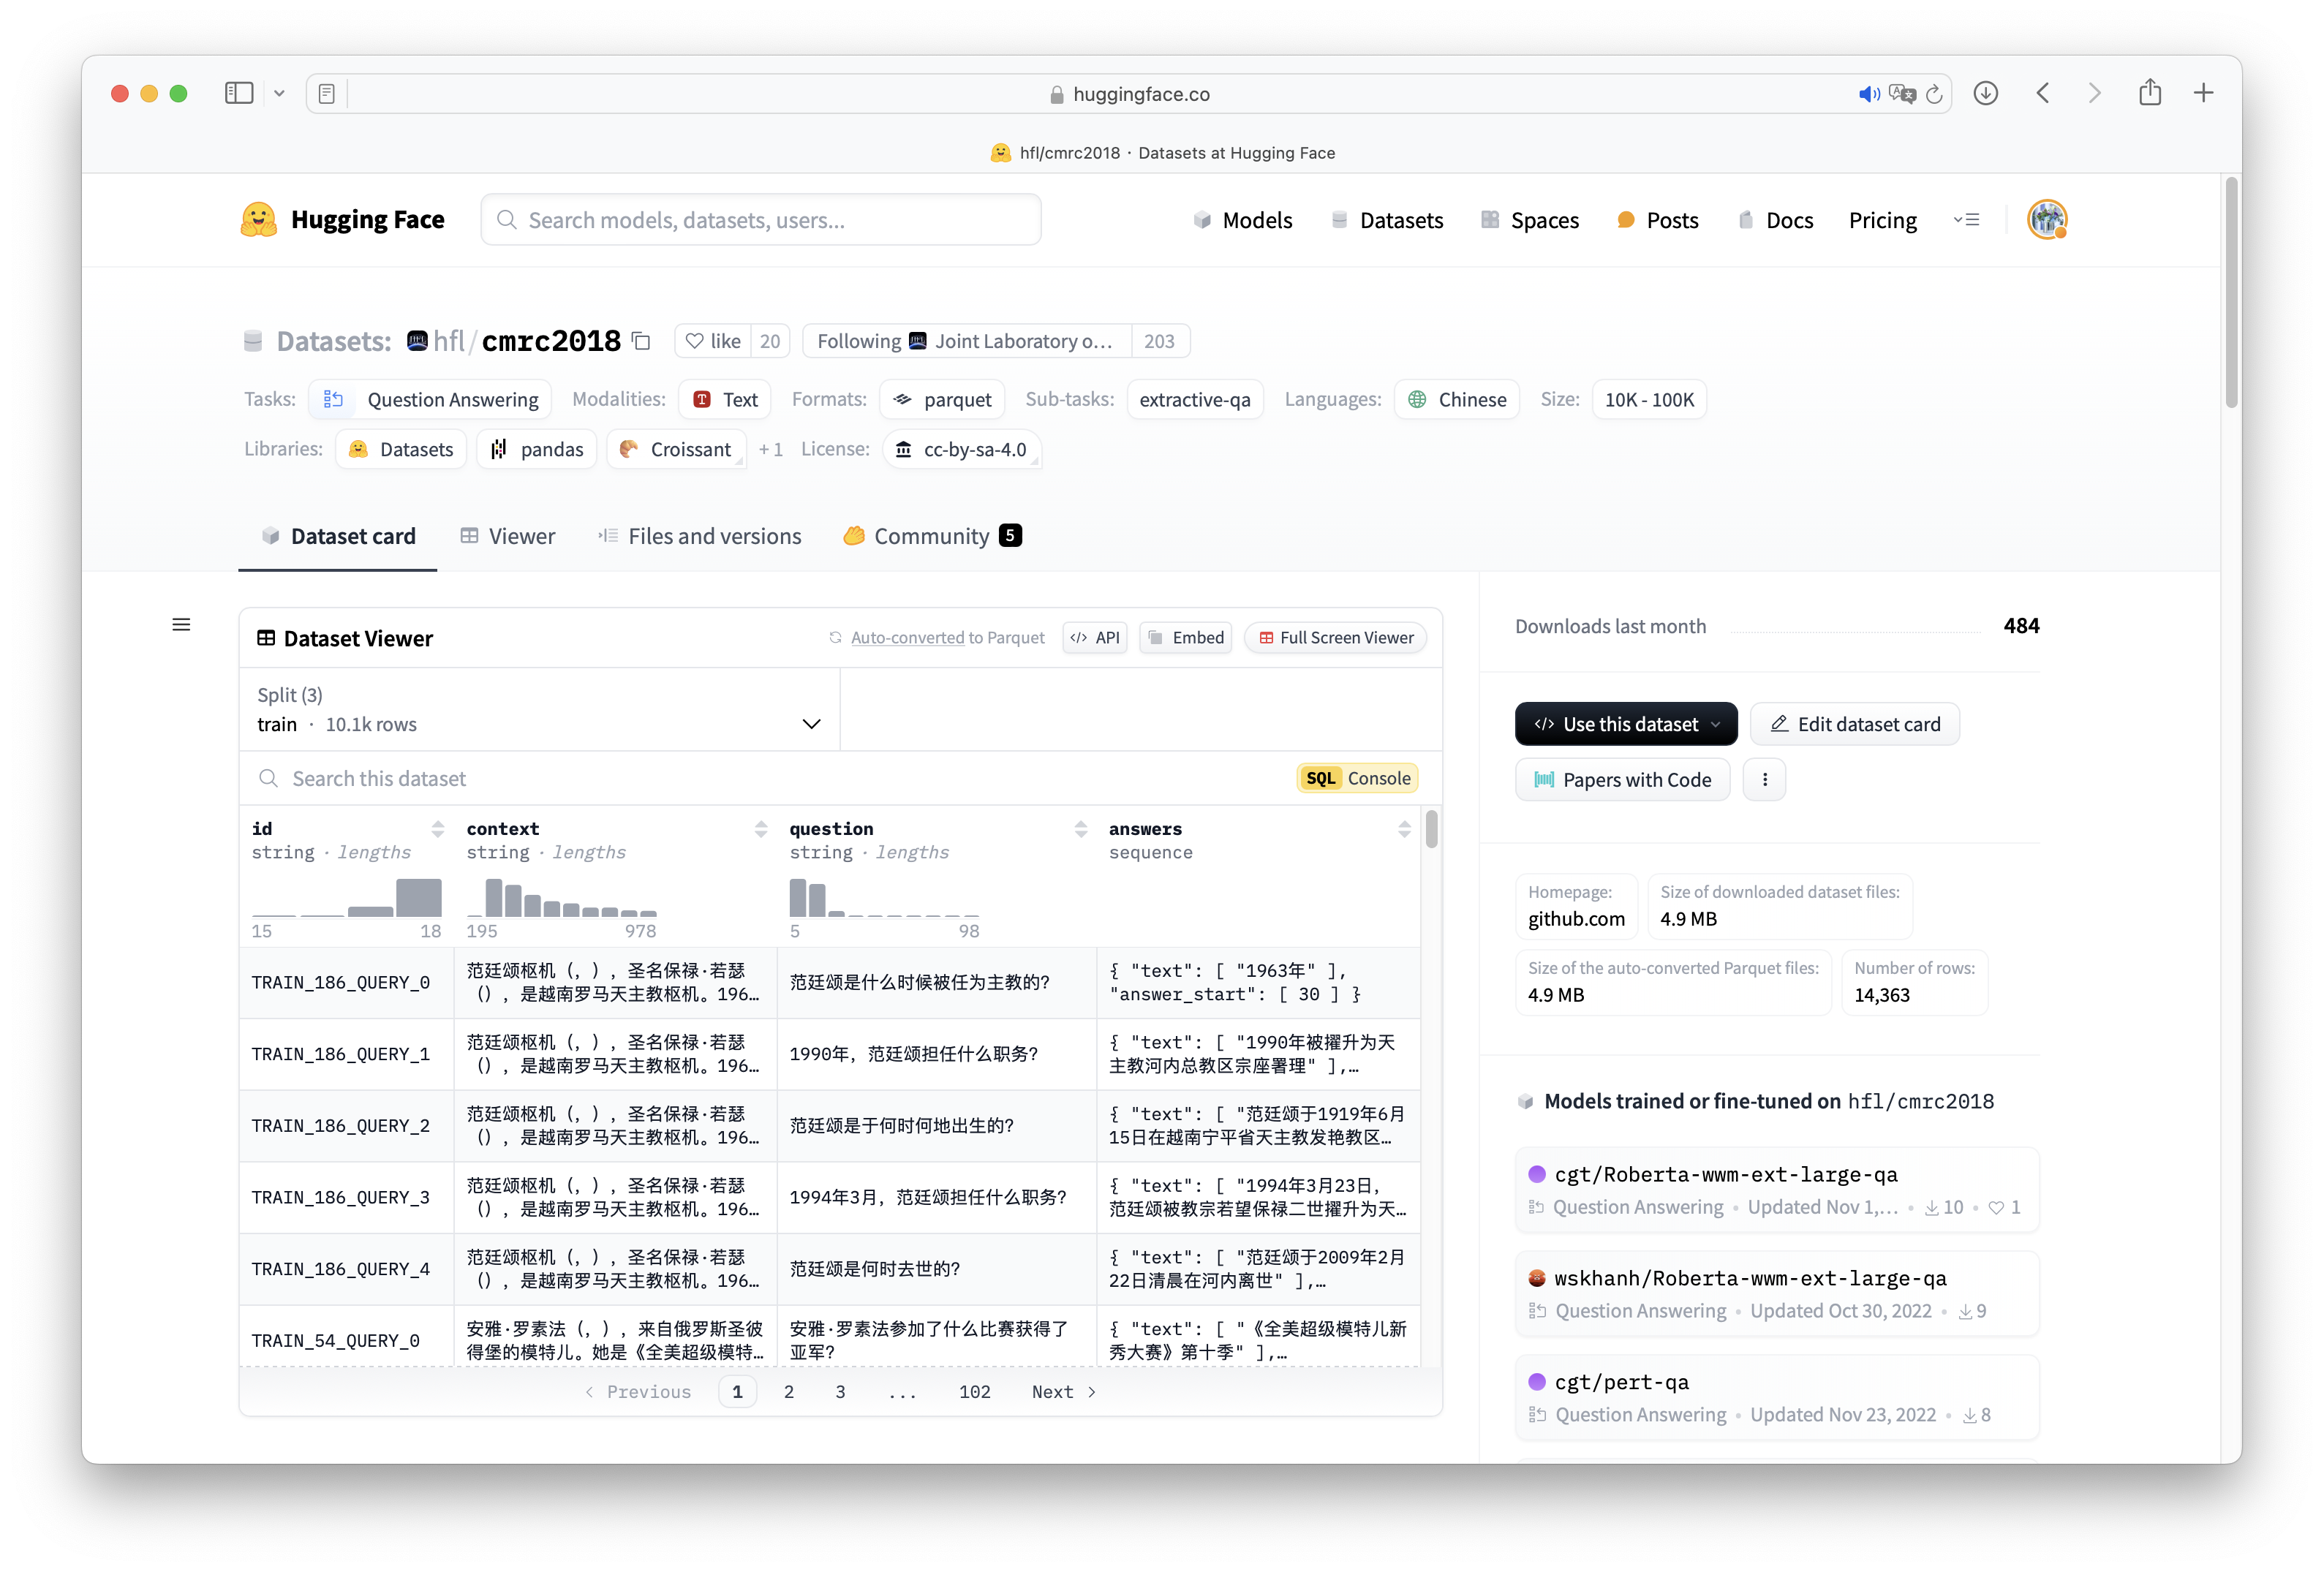 huggingface.co
hfl/cmrc2018 · Datasets at Hugging Face
Hugging Face
Search models, datasets, users...
Models
Datasets
Spaces
Posts
Docs
Pricing
Datasets: hfl/cmrc2018
like 20
Following Joint Laboratory o... 203
Tasks: Question Answering Modalities: Text Formats: parquet Sub-tasks: extractive-qa Languages: Chinese Size: 10K - 100K
Libraries: Datasets pandas Croissant + 1 License: cc-by-sa-4.0
Dataset card
Viewer
Files and versions
Community 5
Dataset Viewer
Auto-converted to Parquet
API
Embed
Full Screen Viewer
Split (3)
train · 10.1k rows
Search this dataset
SQL Console
id
string · lengths
15 18
context
string · lengths
195 978
question
string · lengths
5 98
answers
sequence
TRAIN_186_QUERY_0
范廷颂枢机（，），圣名保禄·若瑟
（），是越南罗马天主教枢机。196…
范廷颂是什么时候被任为主教的？
{ "text": [ "1963年" ],
"answer_start": [ 30 ] }
TRAIN_186_QUERY_1
范廷颂枢机（，），圣名保禄·若瑟
（），是越南罗马天主教枢机。196…
1990年，范廷颂担任什么职务？
{ "text": [ "1990年被擢升为天
主教河内总教区宗座署理" ],…
TRAIN_186_QUERY_2
范廷颂枢机（，），圣名保禄·若瑟
（），是越南罗马天主教枢机。196…
范廷颂是于何时何地出生的？
{ "text": [ "范廷颂于1919年6月
15日在越南宁平省天主教发艳教区…
TRAIN_186_QUERY_3
范廷颂枢机（，），圣名保禄·若瑟
（），是越南罗马天主教枢机。196…
1994年3月，范廷颂担任什么职务？
{ "text": [ "1994年3月23日，
范廷颂被教宗若望保禄二世擢升为天…
TRAIN_186_QUERY_4
范廷颂枢机（，），圣名保禄·若瑟
（），是越南罗马天主教枢机。196…
范廷颂是何时去世的？
{ "text": [ "范廷颂于2009年2月
22日清晨在河内离世" ],…
TRAIN_54_QUERY_0
安雅·罗素法（，），来自俄罗斯圣彼
得堡的模特儿。她是《全美超级模特…
安雅·罗素法参加了什么比赛获得了
亚军？
{ "text": [ "《全美超级模特儿新
秀大赛》第十季" ],…
Previous 1 2 3 ... 102 Next
Downloads last month 484
Use this dataset
Edit dataset card
Papers with Code
Homepage:
github.com
Size of downloaded dataset files:
4.9 MB
Size of the auto-converted Parquet files:
4.9 MB
Number of rows:
14,363
Models trained or fine-tuned on hfl/cmrc2018
cgt/Roberta-wwm-ext-large-qa
Question Answering • Updated Nov 1,... • 10 • 1
wskhanh/Roberta-wwm-ext-large-qa
Question Answering • Updated Oct 30, 2022 • 9
cgt/pert-qa
Question Answering • Updated Nov 23, 2022 • 8